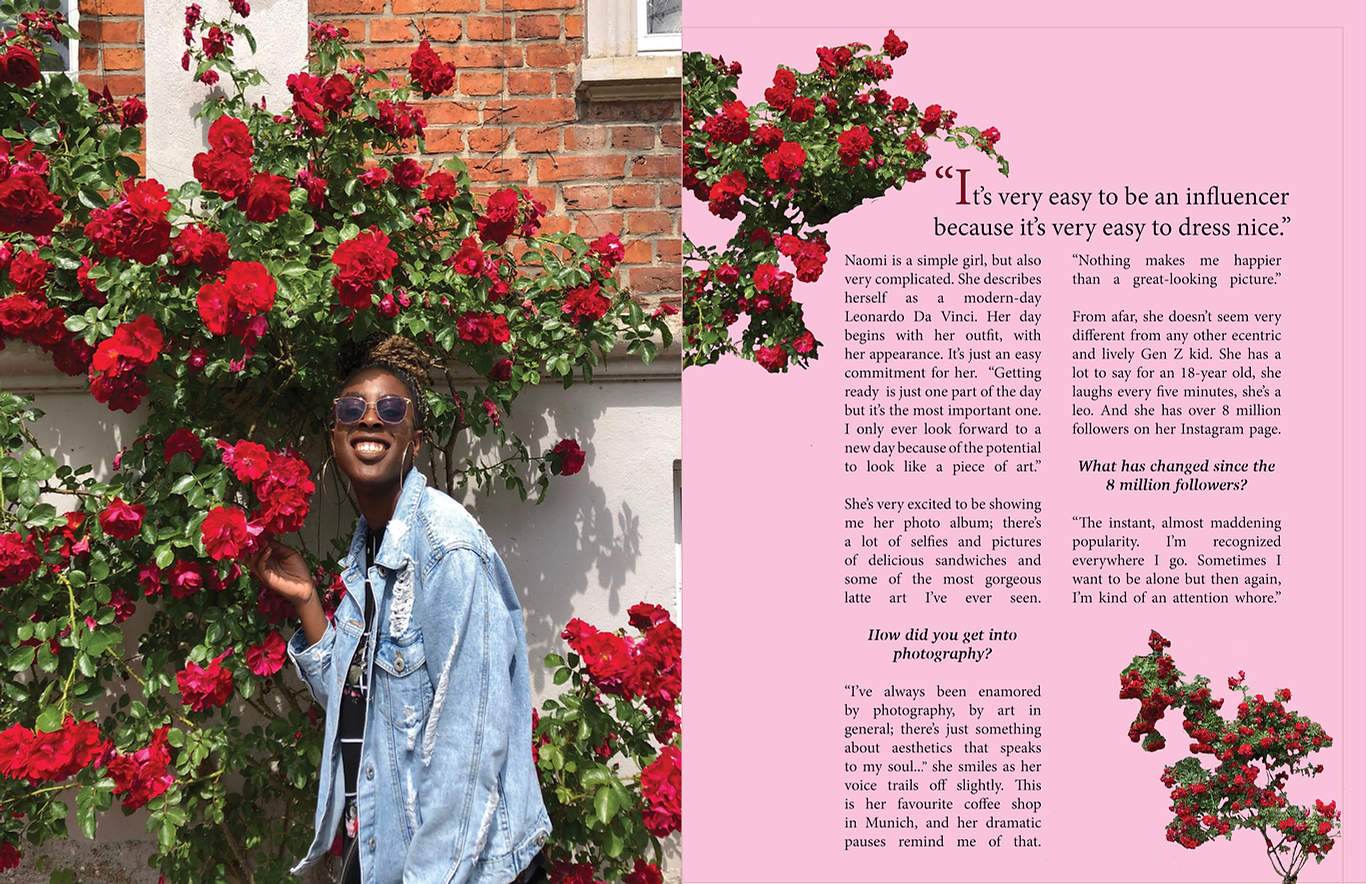 “It’s very easy to be an influencer
because it’s very easy to dress nice.”
Naomi is a simple girl, but also
very complicated. She describes
herself as a modern-day
Leonardo Da Vinci. Her day
begins with her outfit, with
her appearance. It’s just an easy
commitment for her. “Getting
ready is just one part of the day
but it’s the most important one.
I only ever look forward to a
new day because of the potential
to look like a piece of art.”
She’s very excited to be showing
me her photo album; there’s
a lot of selfies and pictures
of delicious sandwiches and
some of the most gorgeous
latte art I’ve ever seen.
How did you get into
photography?
“I’ve always been enamored
by photography, by art in
general; there’s just something
about aesthetics that speaks
to my soul...” she smiles as her
voice trails off slightly. This
is her favourite coffee shop
in Munich, and her dramatic
pauses remind me of that.
“Nothing makes me happier
than a great-looking picture.”
From afar, she doesn’t seem very
different from any other ecentric
and lively Gen Z kid. She has a
lot to say for an 18-year old, she
laughs every five minutes, she’s a
leo. And she has over 8 million
followers on her Instagram page.
What has changed since the
8 million followers?
“The instant, almost maddening
popularity. I’m recognized
everywhere I go. Sometimes I
want to be alone but then again,
I’m kind of an attention whore.”